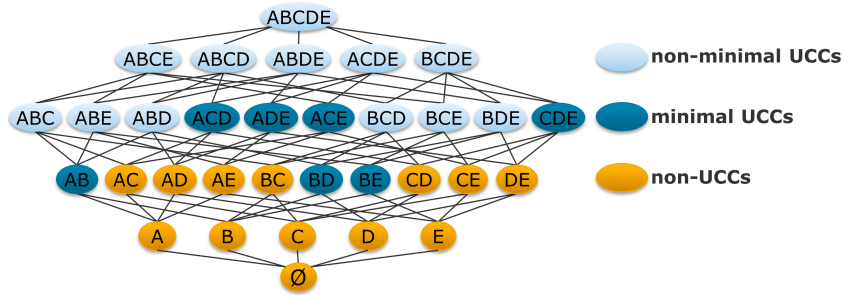 ABCDE
ABCE ABCD ABDE ACDE BCDE
non-minimal UCCs
ABC ABE ABD ACD ADE ACE BCD BCE BDE CDE
minimal UCCs
AB AC AD AE BC BD BE CD CE DE
non-UCCs
A B C D E
Ø